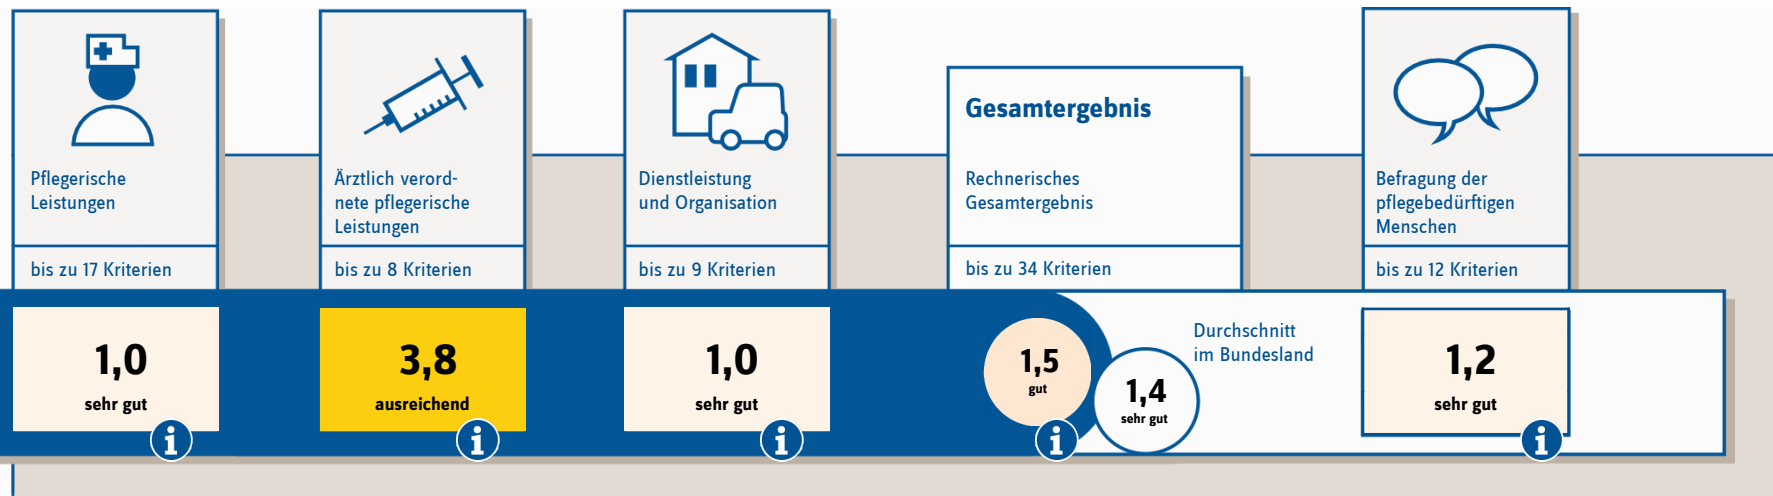 Pflegerische
Leistungen
bis zu 17 Kriterien
1,0
sehr gut
i
Ärztlich verord-
nete pflegerische
Leistungen
bis zu 8 Kriterien
3,8
ausreichend
i
Dienstleistung
und Organisation
bis zu 9 Kriterien
1,0
sehr gut
i
Gesamtergebnis
Rechnerisches
Gesamtergebnis
bis zu 34 Kriterien
1,5
gut
i
Durchschnitt
im Bundesland
1,4
sehr gut
Befragung der
pflegebedürftigen
Menschen
bis zu 12 Kriterien
1,2
sehr gut
i